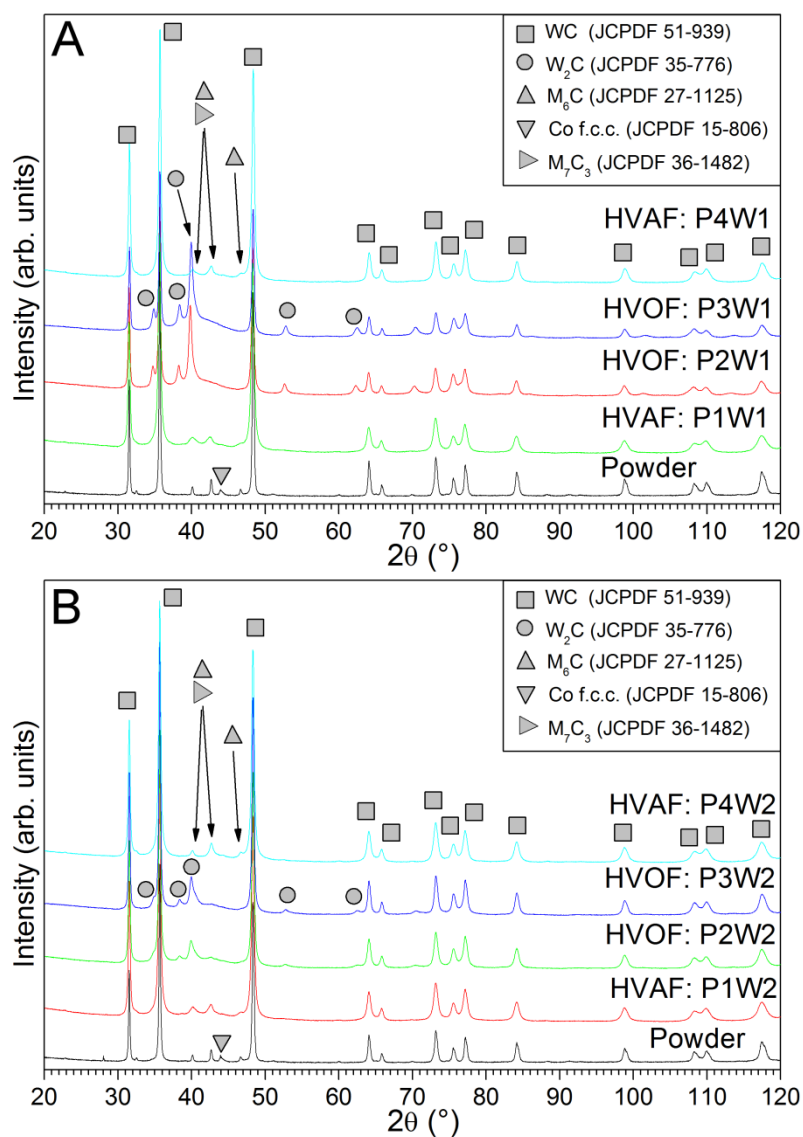 A
WC (JCPDF 51-939)
W₂C (JCPDF 35-776)
M₆C (JCPDF 27-1125)
Co f.c.c. (JCPDF 15-806)
M₇C₃ (JCPDF 36-1482)
HVAF: P4W1
HVOF: P3W1
HVOF: P2W1
HVAF: P1W1
Powder
Intensity (arb. units)
20 30 40 50 60 70 80 90 100 110 120
2θ (°)
B
WC (JCPDF 51-939)
W₂C (JCPDF 35-776)
M₆C (JCPDF 27-1125)
Co f.c.c. (JCPDF 15-806)
M₇C₃ (JCPDF 36-1482)
HVAF: P4W2
HVOF: P3W2
HVOF: P2W2
HVAF: P1W2
Powder
Intensity (arb. units)
20 30 40 50 60 70 80 90 100 110 120
2θ (°)